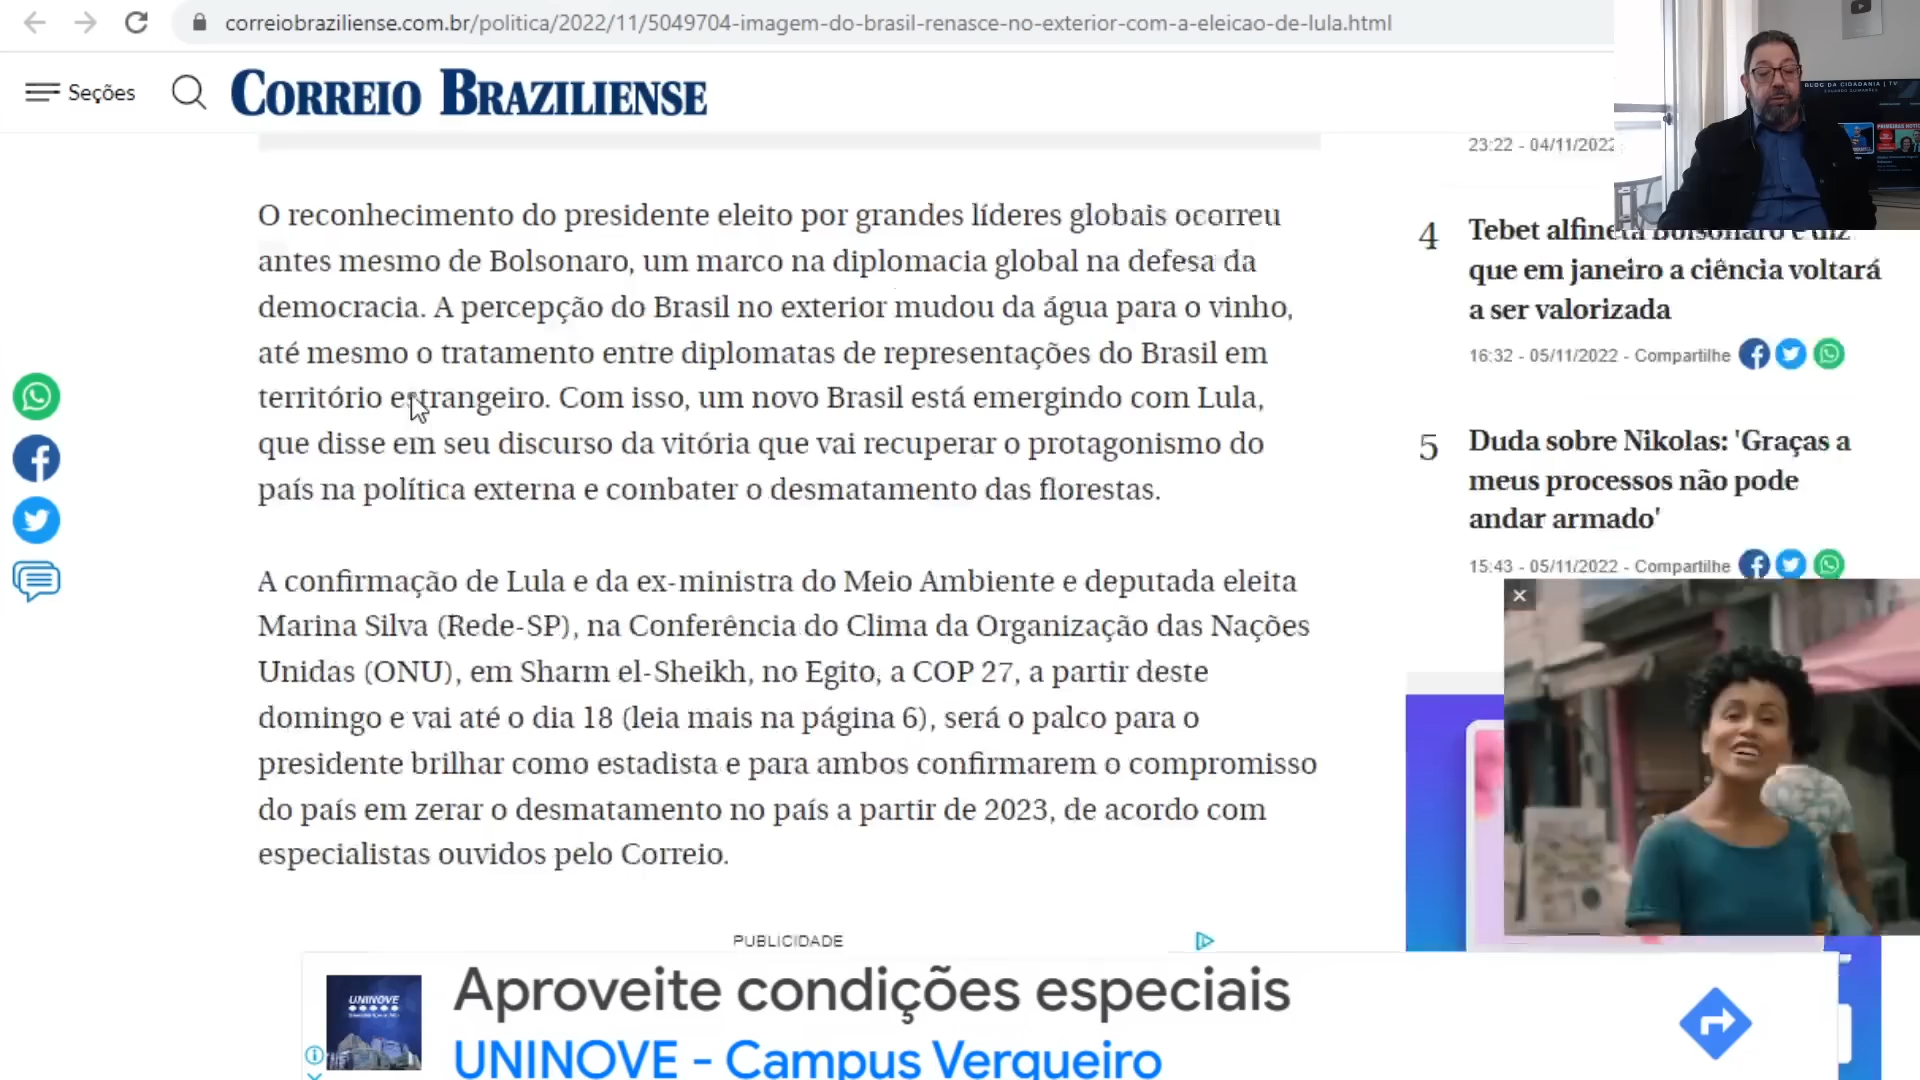 correiobraziliense.com.br/politica/2022/11/5049704-imagem-do-brasil-renasce-no-exterior-com-a-eleicao-de-lula.html
Seções
CORREIO BRAZILIENSE
BLOG DA CIDADANIA | TV
O reconhecimento do presidente eleito por grandes líderes globais ocorreu
antes mesmo de Bolsonaro, um marco na diplomacia global na defesa da
democracia. A percepção do Brasil no exterior mudou da água para o vinho,
até mesmo o tratamento entre diplomatas de representações do Brasil em
território estrangeiro. Com isso, um novo Brasil está emergindo com Lula,
que disse em seu discurso da vitória que vai recuperar o protagonismo do
país na política externa e combater o desmatamento das florestas.
A confirmação de Lula e da ex-ministra do Meio Ambiente e deputada eleita
Marina Silva (Rede-SP), na Conferência do Clima da Organização das Nações
Unidas (ONU), em Sharm el-Sheikh, no Egito, a COP 27, a partir deste
domingo e vai até o dia 18 (leia mais na página 6), será o palco para o
presidente brilhar como estadista e para ambos confirmarem o compromisso
do país em zerar o desmatamento no país a partir de 2023, de acordo com
especialistas ouvidos pelo Correio.
23:22 - 04/11/2022
4
Tebet alfineta Bolsonaro e diz
que em janeiro a ciência voltará
a ser valorizada
16:32 - 05/11/2022 - Compartilhe
5
Duda sobre Nikolas: 'Graças a
meus processos não pode
andar armado'
15:43 - 05/11/2022 - Compartilhe
PUBLICIDADE
UNINOVE
Aproveite condições especiais
UNINOVE - Campus Vergueiro